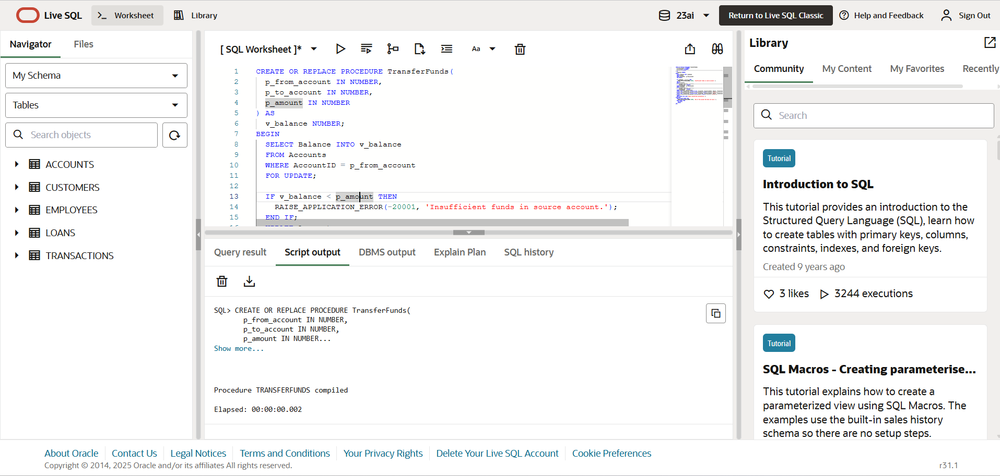 Live SQL
Worksheet
Library
23ai
Return to Live SQL Classic
Help and Feedback
Sign Out
Navigator
Files
My Schema
Tables
Search objects
ACCOUNTS
CUSTOMERS
EMPLOYEES
LOANS
TRANSACTIONS
[ SQL Worksheet ]*
Aa
1 CREATE OR REPLACE PROCEDURE TransferFunds(
2 p_from_account IN NUMBER,
3 p_to_account IN NUMBER,
4 p_amount IN NUMBER
5 ) AS
6 v_balance NUMBER;
7 BEGIN
8 SELECT Balance INTO v_balance
9 FROM Accounts
10 WHERE AccountID = p_from_account
11 FOR UPDATE;
12
13 IF v_balance < p_amount THEN
14 RAISE_APPLICATION_ERROR(-20001, 'Insufficient funds in source account.');
15 END IF;
Query result
Script output
DBMS output
Explain Plan
SQL history
SQL> CREATE OR REPLACE PROCEDURE TransferFunds(
p_from_account IN NUMBER,
p_to_account IN NUMBER,
p_amount IN NUMBER...
Show more...
Procedure TRANSFERFUNDS compiled
Elapsed: 00:00:00.002
Library
Community
My Content
My Favorites
Recently
Search
Tutorial
Introduction to SQL
This tutorial provides an introduction to the
Structured Query Language (SQL), learn how
to create tables with primary keys, columns,
constraints, indexes, and foreign keys.
Created 9 years ago
3 likes
3244 executions
Tutorial
SQL Macros - Creating parameterise...
This tutorial explains how to create a
parameterized view using SQL Macros. The
examples use the built-in sales history
schema so there are no setup steps.
About Oracle
Contact Us
Legal Notices
Terms and Conditions
Your Privacy Rights
Delete Your Live SQL Account
Cookie Preferences
Copyright © 2014, 2025 Oracle and/or its affiliates All rights reserved.
r31.1